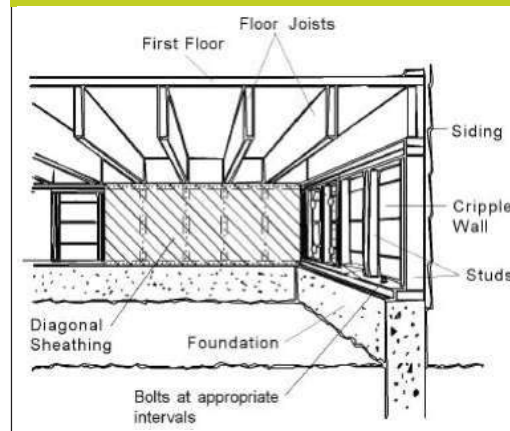 Floor Joists
First Floor
Siding
Cripple
Wall
Studs
Diagonal
Sheathing
Foundation
Bolts at appropriate
intervals